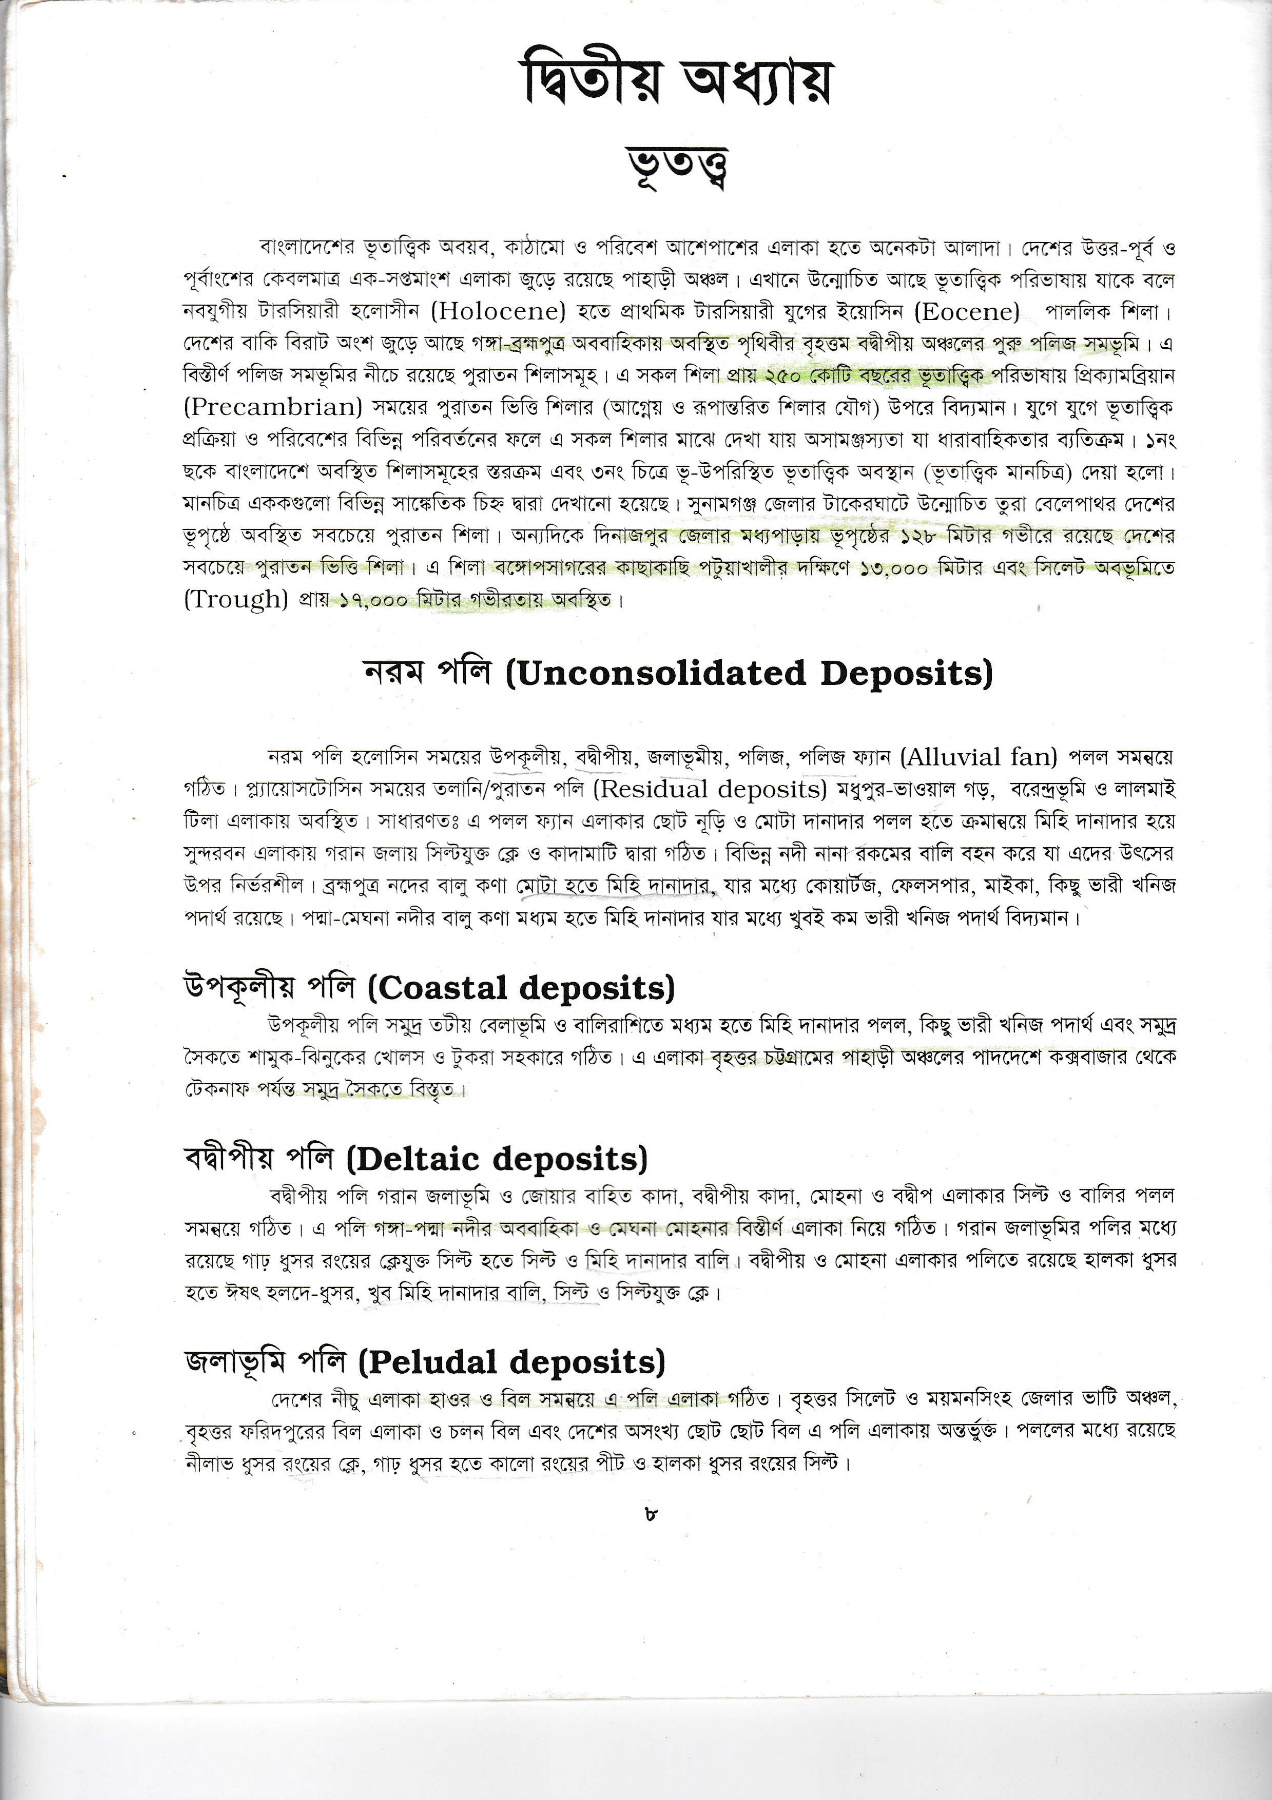 দ্বিতীয় অধ্যায়
ভূতত্ত্ব
বাংলাদেশের ভূতাত্ত্বিক অবয়ব, কাঠামো ও পরিবেশ আশেপাশের এলাকা হতে অনেকটা আলাদা। দেশের উত্তর-পূর্ব ও
পূর্বাংশের কেবলমাত্র এক-সপ্তমাংশ এলাকা জুড়ে রয়েছে পাহাড়ী অঞ্চল। এখানে উন্মোচিত আছে ভূতাত্ত্বিক পরিভাষায় যাকে বলে
নবযুগীয় টারসিয়ারী হলোসীন (Holocene) হতে প্রাথমিক টারসিয়ারী যুগের ইয়োসিন (Eocene) পাললিক শিলা।
দেশের বাকি বিরাট অংশ জুড়ে আছে গঙ্গা-ব্রহ্মপুত্র অববাহিকায় অবস্থিত পৃথিবীর বৃহত্তম বদ্বীপীয় অঞ্চলের পুরু পলিজ সমভূমি। এ
বিস্তীর্ণ পলিজ সমভূমির নীচে রয়েছে পুরাতন শিলাসমূহ। এ সকল শিলা প্রায় ২৫০ কোটি বছরের ভূতাত্ত্বিক পরিভাষায় প্রিক্যামব্রিয়ান
(Precambrian) সময়ের পুরাতন ভিত্তি শিলার (আগ্নেয় ও রূপান্তরিত শিলার যৌগ) উপরে বিদ্যমান। যুগে যুগে ভূতাত্ত্বিক
প্রক্রিয়া ও পরিবেশের বিভিন্ন পরিবর্তনের ফলে এ সকল শিলার মাঝে দেখা যায় অসামঞ্জস্যতা যা ধারাবাহিকতার ব্যতিক্রম। ১নং
ছকে বাংলাদেশে অবস্থিত শিলাসমূহের স্তরক্রম এবং ৩নং চিত্রে ভূ-উপরিস্থিত ভূতাত্ত্বিক অবস্থান (ভূতাত্ত্বিক মানচিত্র) দেয়া হলো।
মানচিত্র এককগুলো বিভিন্ন সাঙ্কেতিক চিহ্ন দ্বারা দেখানো হয়েছে। সুনামগঞ্জ জেলার টাকেরঘাটে উন্মোচিত তুরা বেলেপাথর দেশের
ভূপৃষ্ঠে অবস্থিত সবচেয়ে পুরাতন শিলা। অন্যদিকে দিনাজপুর জেলার মধ্যপাড়ায় ভূপৃষ্ঠের ১২৮ মিটার গভীরে রয়েছে দেশের
সবচেয়ে পুরাতন ভিত্তি শিলা। এ শিলা বঙ্গোপসাগরের কাছাকাছি পটুয়াখালীর দক্ষিণে ১৩,০০০ মিটার এবং সিলেট অবভূমিতে
(Trough) প্রায় ১৭,০০০ মিটার গভীরতায় অবস্থিত।
নরম পলি (Unconsolidated Deposits)
নরম পলি হলোসিন সময়ের উপকূলীয়, বদ্বীপীয়, জলাভূমীয়, পলিজ, পলিজ ফ্যান (Alluvial fan) পলল সমন্বয়ে
গঠিত। প্ল্যায়োসটোসিন সময়ের তলানি/পুরাতন পলি (Residual deposits) মধুপুর-ভাওয়াল গড়, বরেন্দ্রভূমি ও লালমাই
টিলা এলাকায় অবস্থিত। সাধারণতঃ এ পলল ফ্যান এলাকার ছোট নূড়ি ও মোটা দানাদার পলল হতে ক্রমান্বয়ে মিহি দানাদার হয়ে
সুন্দরবন এলাকায় গরান জলায় সিল্টযুক্ত ক্লে ও কাদামাটি দ্বারা গঠিত। বিভিন্ন নদী নানা রকমের বালি বহন করে যা এদের উৎসের
উপর নির্ভরশীল। ব্রহ্মপুত্র নদের বালু কণা মোটা হতে মিহি দানাদার, যার মধ্যে কোয়ার্টজ, ফেলসপার, মাইকা, কিছু ভারী খনিজ
পদার্থ রয়েছে। পদ্মা-মেঘনা নদীর বালু কণা মধ্যম হতে মিহি দানাদার যার মধ্যে খুবই কম ভারী খনিজ পদার্থ বিদ্যমান।
উপকূলীয় পলি (Coastal deposits)
উপকূলীয় পলি সমুদ্র তটীয় বেলাভূমি ও বালিরাশিতে মধ্যম হতে মিহি দানাদার পলল, কিছু ভারী খনিজ পদার্থ এবং সমুদ্র
সৈকতে শামুক-ঝিনুকের খোলস ও টুকরা সহকারে গঠিত। এ এলাকা বৃহত্তর চট্টগ্রামের পাহাড়ী অঞ্চলের পাদদেশে কক্সবাজার থেকে
টেকনাফ পর্যন্ত সমুদ্র সৈকতে বিস্তৃত।
বদ্বীপীয় পলি (Deltaic deposits)
বদ্বীপীয় পলি গরান জলাভূমি ও জোয়ার বাহিত কাদা, বদ্বীপীয় কাদা, মোহনা ও বদ্বীপ এলাকার সিল্ট ও বালির পলল
সমন্বয়ে গঠিত। এ পলি গঙ্গা-পদ্মা নদীর অববাহিকা ও মেঘনা মোহনার বিস্তীর্ণ এলাকা নিয়ে গঠিত। গরান জলাভূমির পলির মধ্যে
রয়েছে গাঢ় ধুসর রংয়ের ক্লেযুক্ত সিল্ট হতে সিল্ট ও মিহি দানাদার বালি। বদ্বীপীয় ও মোহনা এলাকার পলিতে রয়েছে হালকা ধুসর
হতে ঈষৎ হলদে-ধুসর, খুব মিহি দানাদার বালি, সিল্ট ও সিল্টযুক্ত ক্লে।
জলাভূমি পলি (Peludal deposits)
দেশের নীচু এলাকা হাওর ও বিল সমন্বয়ে এ পলি এলাকা গঠিত। বৃহত্তর সিলেট ও ময়মনসিংহ জেলার ভাটি অঞ্চল,
বৃহত্তর ফরিদপুরের বিল এলাকা ও চলন বিল এবং দেশের অসংখ্য ছোট ছোট বিল এ পলি এলাকায় অন্তর্ভুক্ত। পললের মধ্যে রয়েছে
নীলাভ ধুসর রংয়ের ক্লে, গাঢ় ধুসর হতে কালো রংয়ের পীট ও হালকা ধুসর রংয়ের সিল্ট।
৮